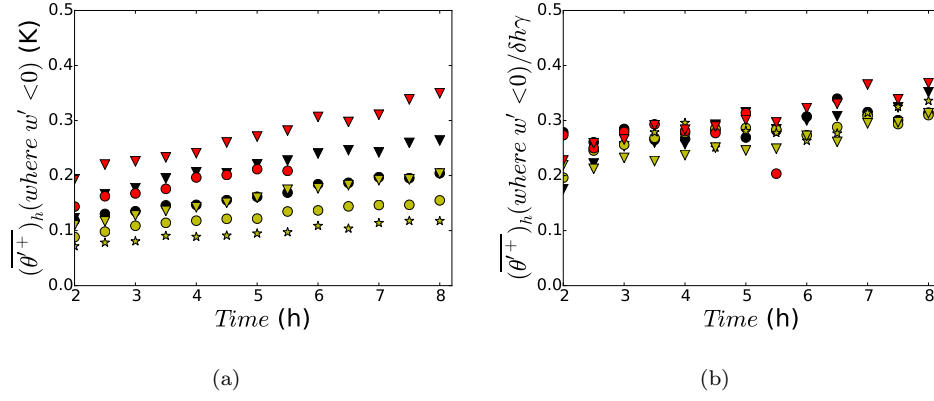 0.5
0.4
0.3
0.2
0.1
0.0
2 3 4 5 6 7 8
Time (h)
(θ′⁺)ₕ(where w′ <0) (K)
(a)
0.5
0.4
0.3
0.2
0.1
0.0
2 3 4 5 6 7 8
Time (h)
(θ′⁺)ₕ(where w′ <0)/δhγ
(b)